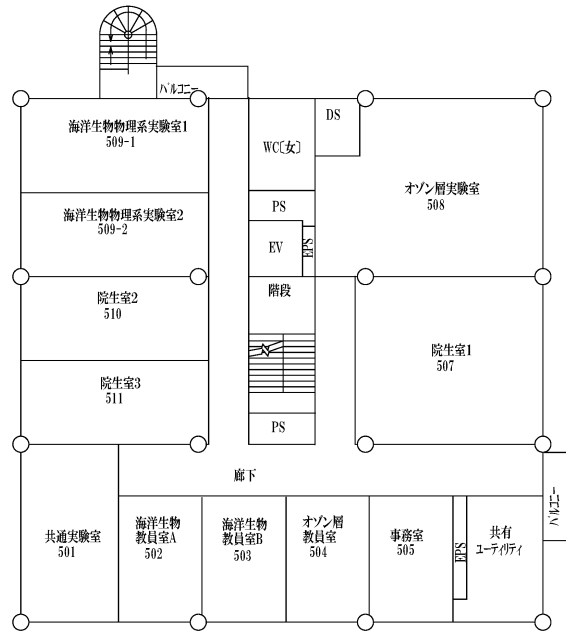 バルコニー
海洋生物物理系実験室1
509-1
DS
WC〔女〕
オゾン層実験室
508
海洋生物物理系実験室2
509-2
PS
EV
EPS
院生室2
510
階段
院生室1
507
院生室3
511
PS
廊下
バルコニー
共通実験室
501
海洋生物
教員室A
502
海洋生物
教員室B
503
オゾン層
教員室
504
事務室
505
EPS
共有
ユーティリティ